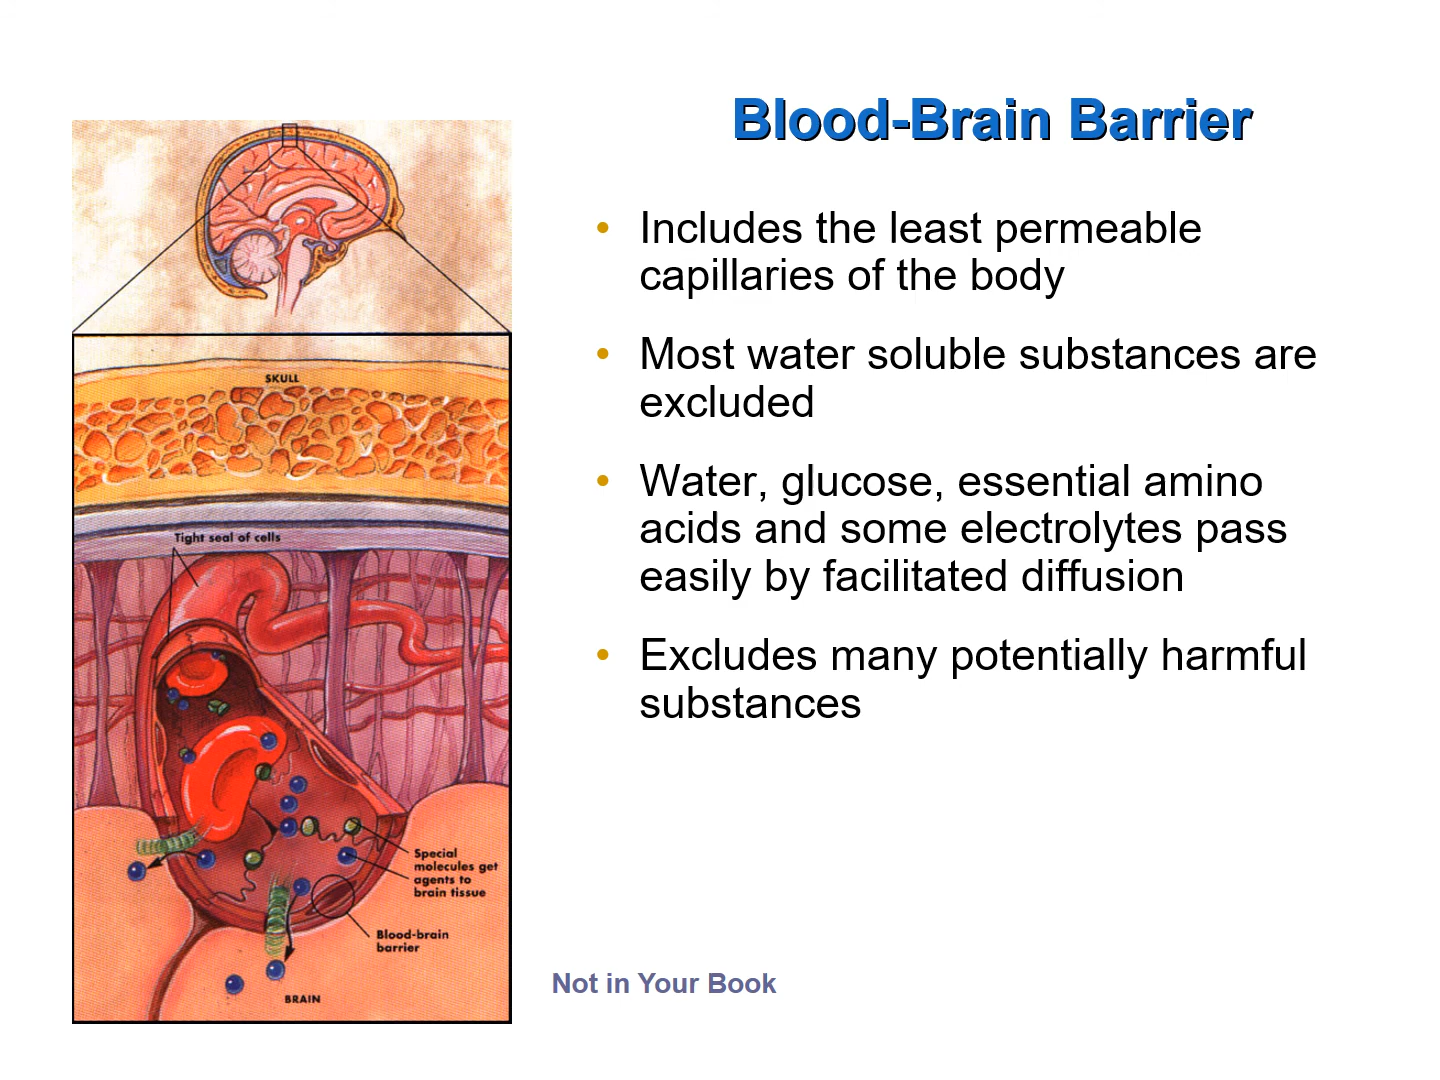 Blood-Brain Barrier
• Includes the least permeable
capillaries of the body
• Most water soluble substances are
excluded
• Water, glucose, essential amino
acids and some electrolytes pass
easily by facilitated diffusion
• Excludes many potentially harmful
substances
SKULL
Tight seal of cells
Special
molecules get
agents to
brain tissue
Blood-brain
barrier
BRAIN
Not in Your Book